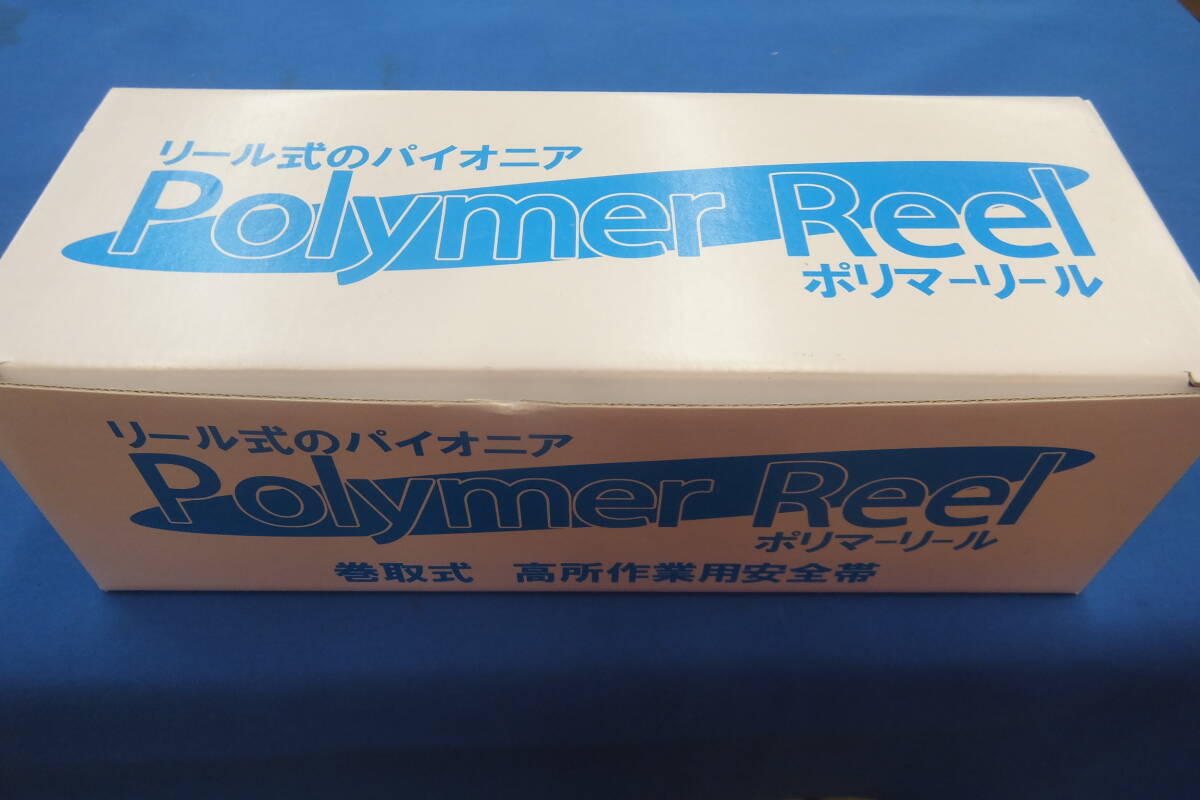 リール式のパイオニア
Polymer Reel
ポリマーリール
リール式のパイオニア
Polymer Reel
ポリマーリール
巻取式 高所作業用安全帯